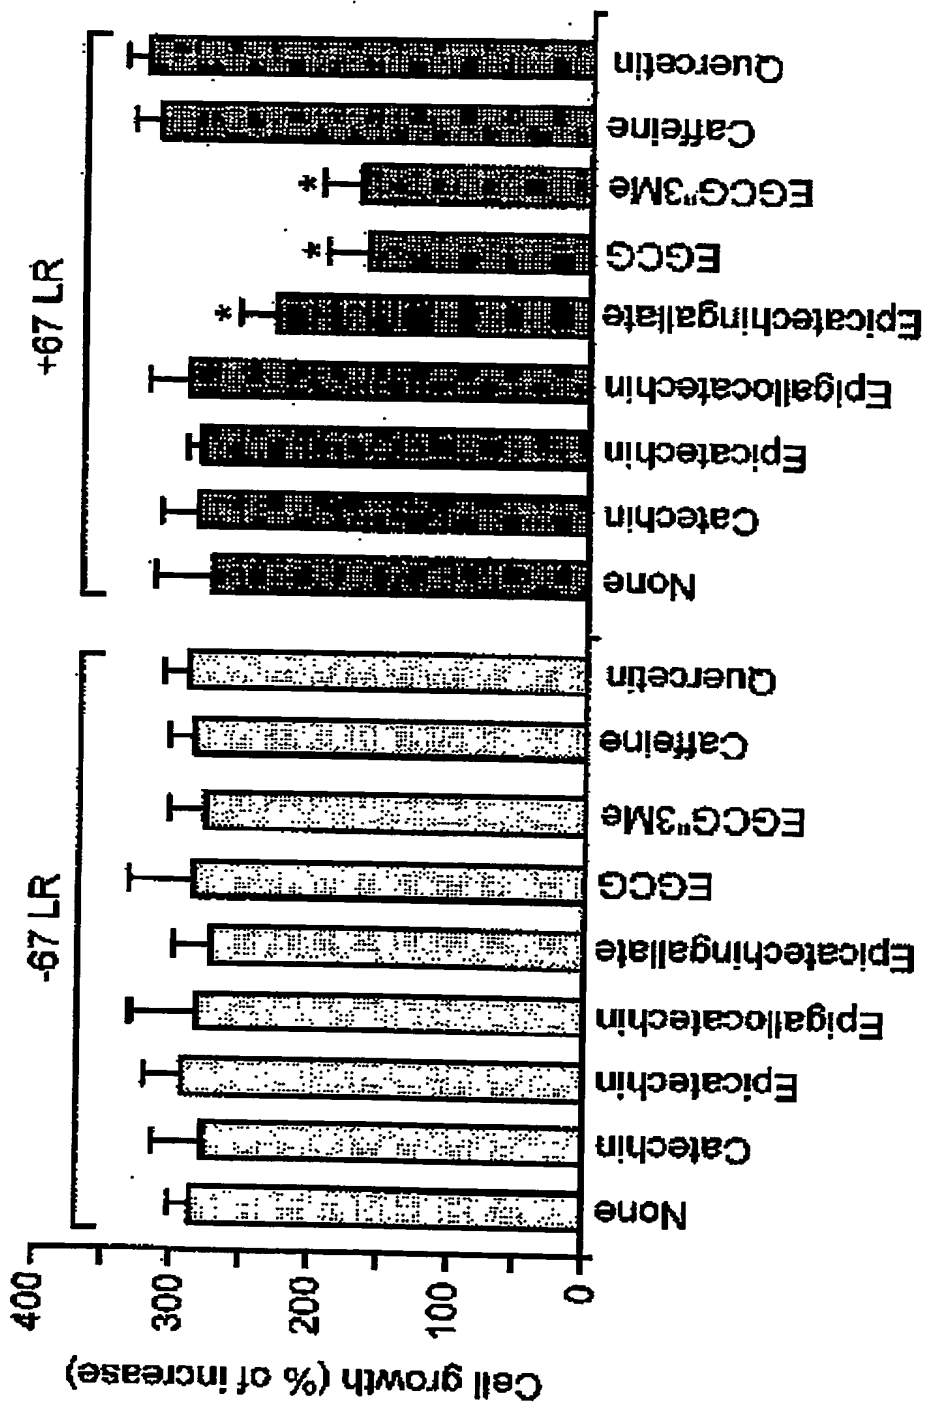 Cell growth (% of increase)
400
300
200
100
0
-67 LR
+67 LR
None
Catechin
Epicatechin
Epigallocatechin
Epicatechingallate
EGCG
EGCG"3Me
Caffeine
Quercetin
None
Catechin
Epicatechin
Epigallocatechin
Epicatechingallate
EGCG
EGCG"3Me
Caffeine
Quercetin
*
*
*